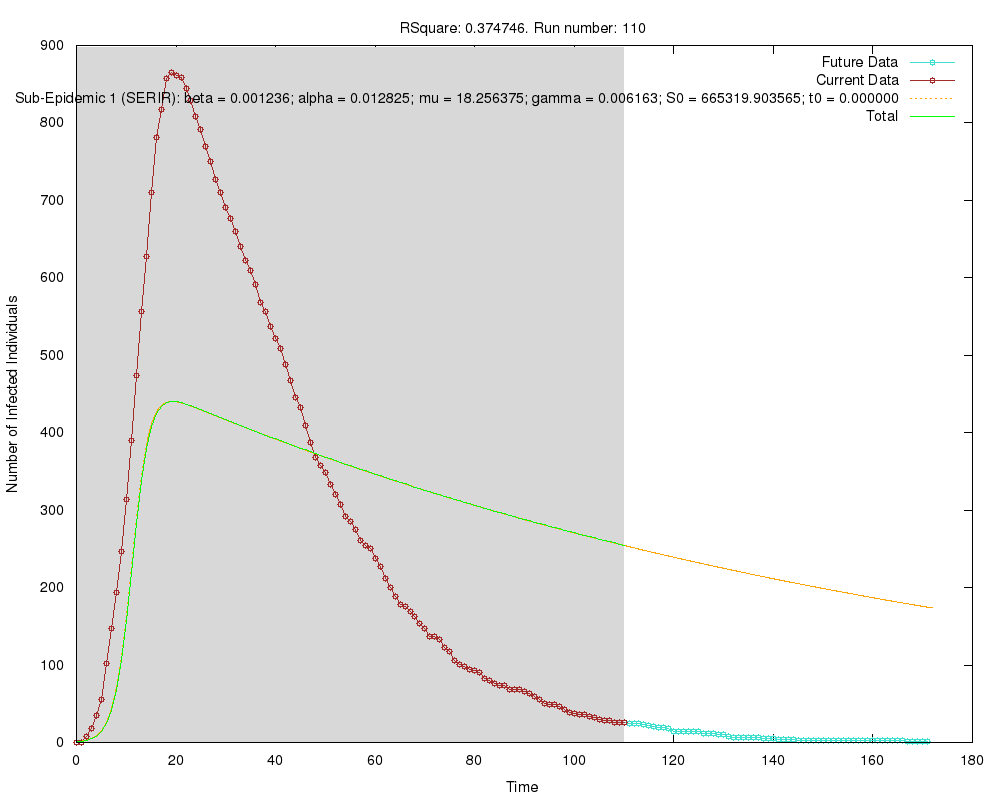 RSquare: 0.374746. Run number: 110
900
800
700
600
500
400
300
200
100
0
Number of Infected Individuals
Future Data
Current Data
Sub-Epidemic 1 (SERIR): beta = 0.001236; alpha = 0.012825; mu = 18.256375; gamma = 0.006163; S0 = 665319.903565; t0 = 0.000000
Total
0 20 40 60 80 100 120 140 160 180
Time